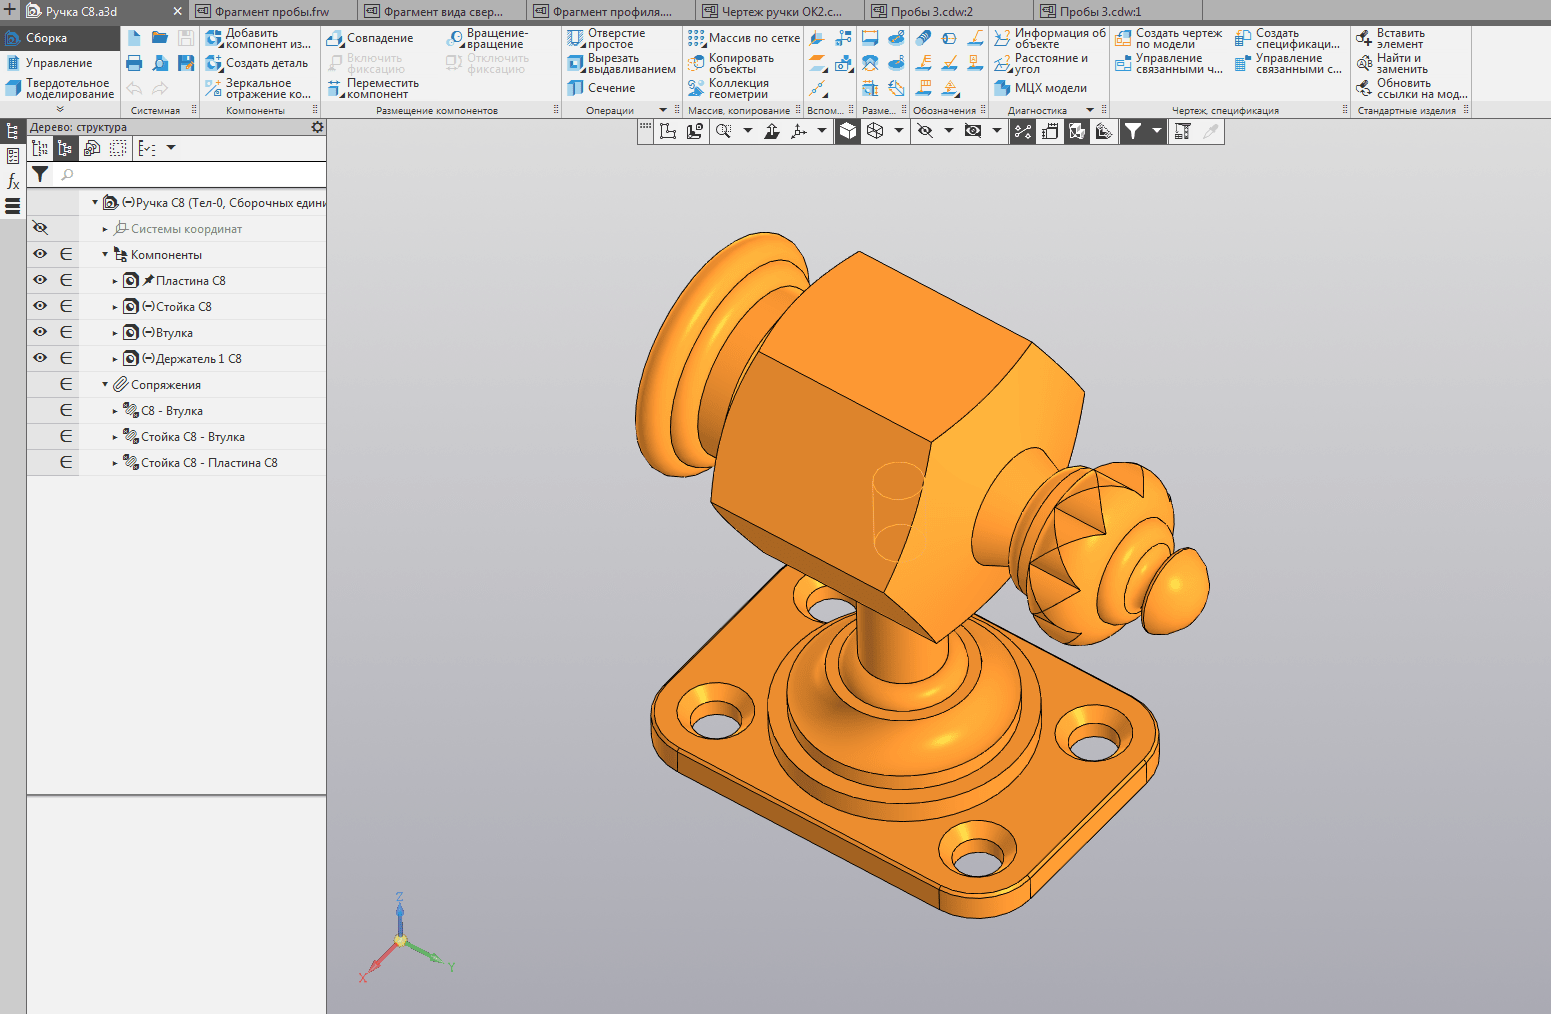 Ручка С8.a3d
Фрагмент пробы.frw
Фрагмент вида свер...
Фрагмент профиля....
Чертеж ручки ОК2.c...
Пробы 3.cdw:2
Пробы 3.cdw:1
Сборка
Управление
Твердотельное
моделирование
Системная
Добавить
компонент из...
Создать деталь
Зеркальное
отражение ко...
Компоненты
Совпадение
Включить
фиксацию
Переместить
компонент
Вращение-
вращение
Отключить
фиксацию
Размещение компонентов
Отверстие
простое
Вырезать
выдавливанием
Сечение
Операции
Массив по сетке
Копировать
объекты
Коллекция
геометрии
Массив, копирование
Вспом...
Разме...
Обозначения
Информация об
объекте
Расстояние и
угол
МЦХ модели
Диагностика
Создать чертеж
по модели
Управление
связанными ч...
Создать
спецификаци...
Управление
связанными с...
Чертеж, спецификация
Вставить
элемент
Найти и
заменить
Обновить
ссылки на мод...
Стандартные изделия
Дерево: структура
fx
(−)Ручка С8 (Тел-0, Сборочных едини
Системы координат
Компоненты
Пластина С8
(−)Стойка С8
(−)Втулка
(−)Держатель 1 С8
Сопряжения
С8 - Втулка
Стойка С8 - Втулка
Стойка С8 - Пластина С8
Z
Y
X